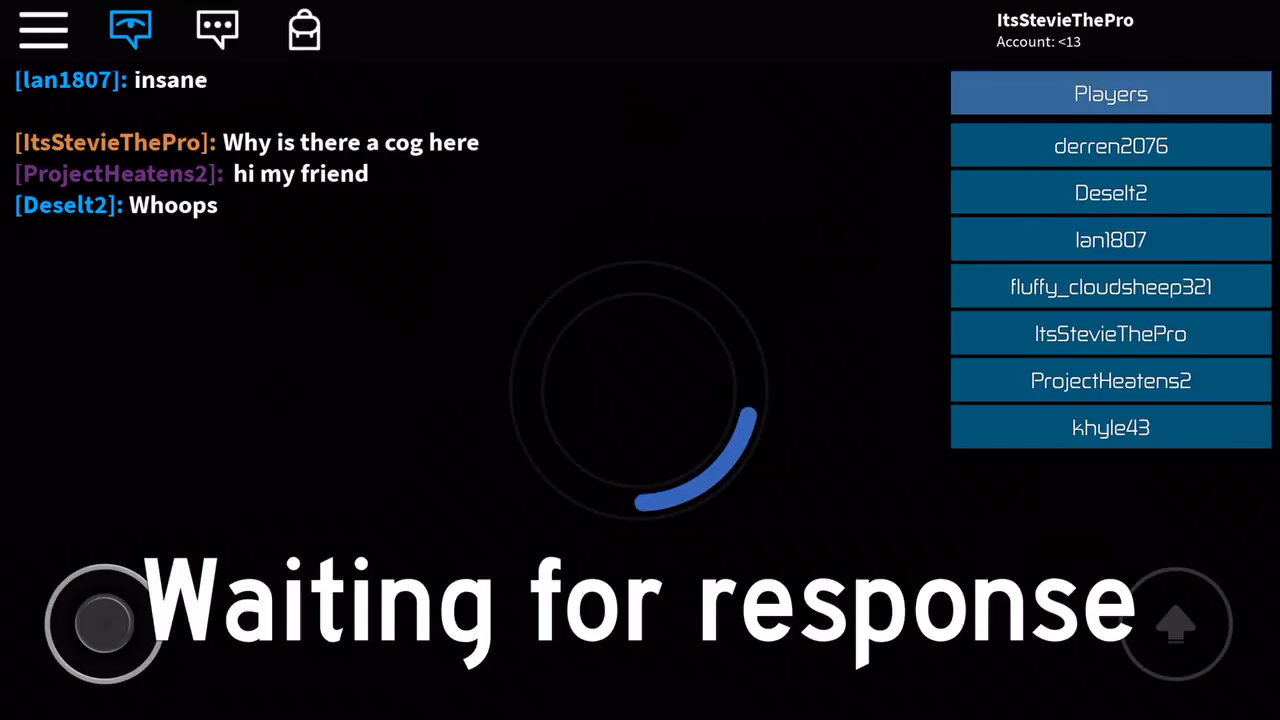 ItsStevieThePro
Account: <13
[lan1807]: insane
[ItsStevieThePro]: Why is there a cog here
[ProjectHeatens2]: hi my friend
[Deselt2]: Whoops
Players
derren2076
Deselt2
lan1807
fluffy_cloudsheep321
ItsStevieThePro
ProjectHeatens2
khyle43
Waiting for response